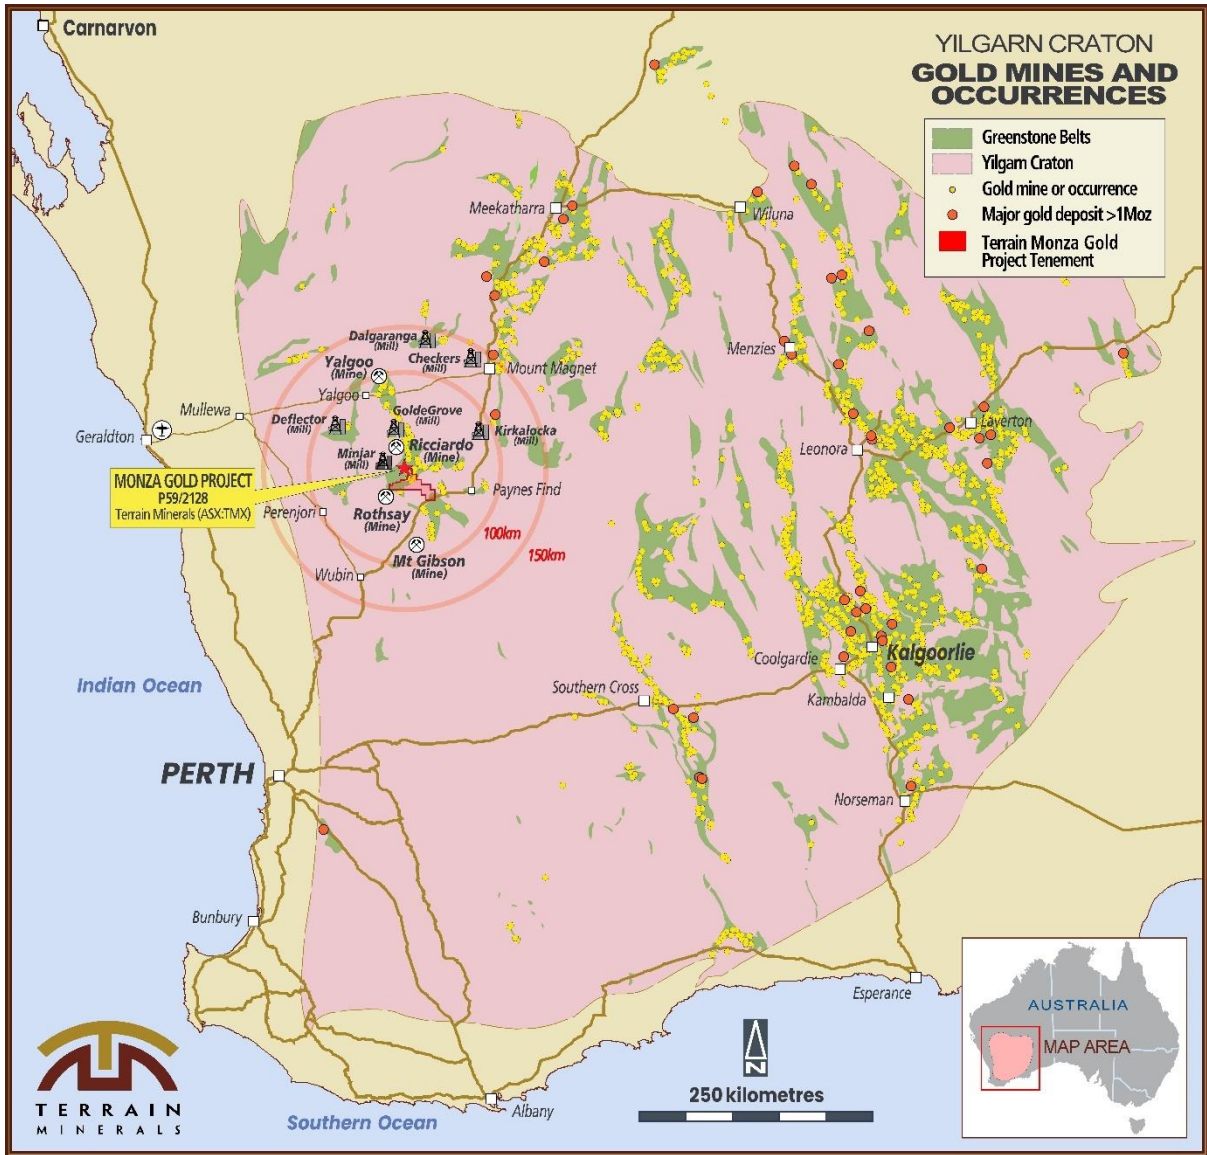 Carnarvon
YILGARN CRATON
GOLD MINES AND
OCCURRENCES
Greenstone Belts
Yilgarn Craton
Gold mine or occurrence
Major gold deposit >1Moz
Terrain Monza Gold
Project Tenement
Meekatharra
Wiluna
Dalgaranga
(Mill)
Checkers
(Mill)
Menzies
Yalgoo
(Mine)
Mount Magnet
Yalgoo
Mullewa
Deflector
(Mill)
GoldeGrove
(Mill)
Kirkalocka
(Mill)
Laverton
Geraldton
Ricciardo
(Mine)
Leonora
Minjar
(Mill)
MONZA GOLD PROJECT
P59/2128
Terrain Minerals (ASX:TMX)
Paynes Find
Perenjori
Rothsay
(Mine)
100km
150km
Mt Gibson
(Mine)
Wubin
Kalgoorlie
Coolgardie
Indian Ocean
Southern Cross
Kambalda
PERTH
Norseman
Bunbury
Esperance
AUSTRALIA
MAP AREA
N
250 kilometres
TERRAIN
MINERALS
Albany
Southern Ocean